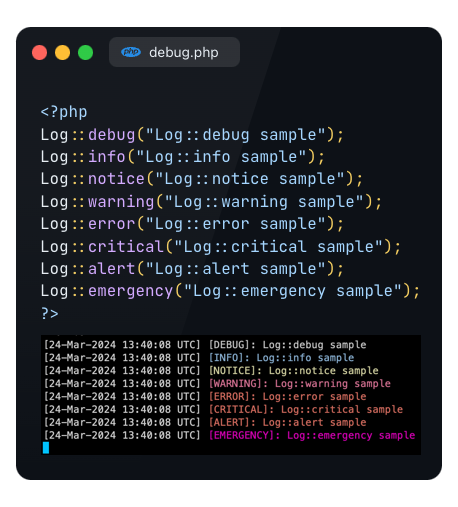 php debug.php
<?php
Log::debug("Log::debug sample");
Log::info("Log::info sample");
Log::notice("Log::notice sample");
Log::warning("Log::warning sample");
Log::error("Log::error sample");
Log::critical("Log::critical sample");
Log::alert("Log::alert sample");
Log::emergency("Log::emergency sample");
?>
[24-Mar-2024 13:40:08 UTC] [DEBUG]: Log::debug sample
[24-Mar-2024 13:40:08 UTC] [INFO]: Log::info sample
[24-Mar-2024 13:40:08 UTC] [NOTICE]: Log::notice sample
[24-Mar-2024 13:40:08 UTC] [WARNING]: Log::warning sample
[24-Mar-2024 13:40:08 UTC] [ERROR]: Log::error sample
[24-Mar-2024 13:40:08 UTC] [CRITICAL]: Log::critical sample
[24-Mar-2024 13:40:08 UTC] [ALERT]: Log::alert sample
[24-Mar-2024 13:40:08 UTC] [EMERGENCY]: Log::emergency sample